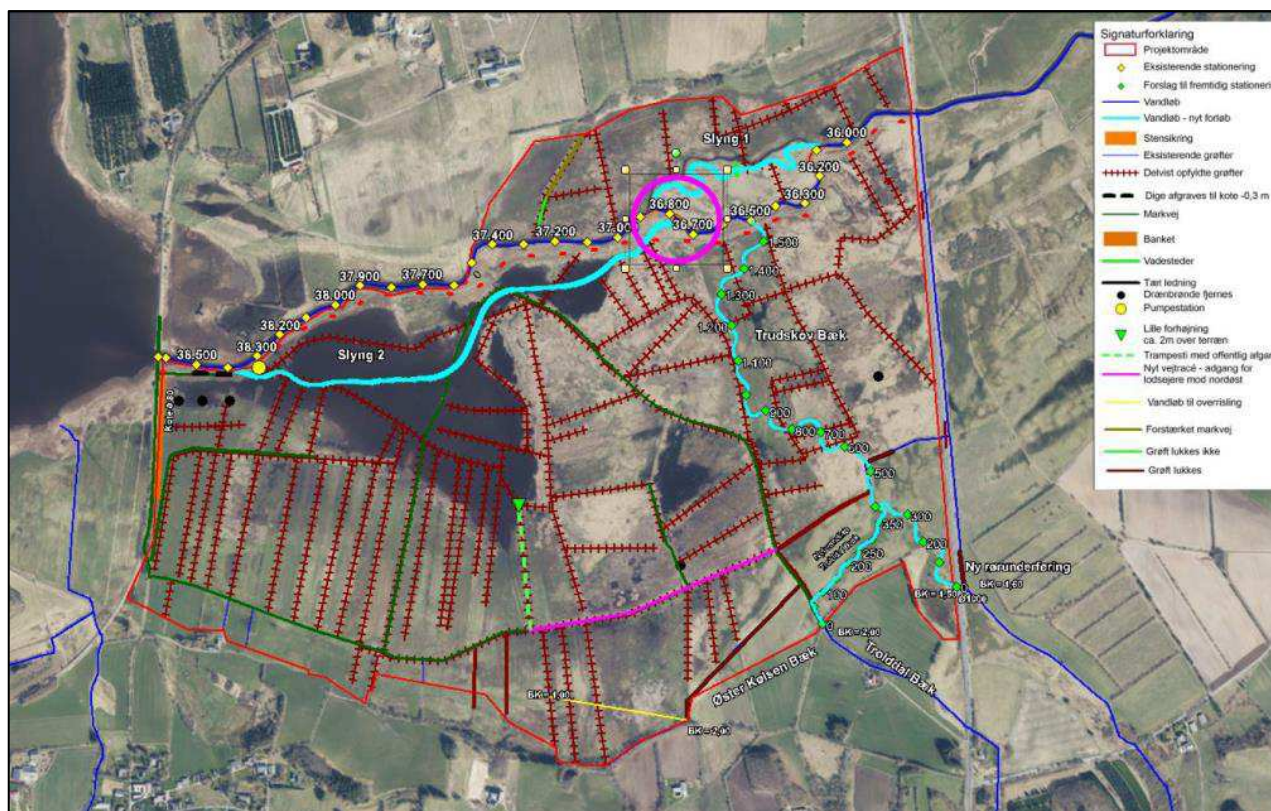 Signaturforklaring
Projektområde
Eksisterende stationering
Forslag til fremtidig stationeri
Vandløb
Vandløb - nyt forløb
Stensikring
Eksisterende grøfter
Delvist opfyldte grøfter
Dige afgraves til kote -0,3 m
Markvej
Banket
Vadesteder
Tæt ledning
Drænbrønde fjernes
Pumpestation
Lille forhøjning
ca. 2m over terræn
Trampesti med offentlig afgan
Nyt vejtracé - adgang for
lodsejere mod nordøst
Vandløb til overrisling
Forstærket markvej
Grøft lukkes ikke
Grøft lukkes
Slyng 1
36.000
36.200
36.300
36.500
36.700
36.800
37.000
37.200
37.400
37.700
37.900
38.000
38.200
38.300
38.500
Slyng 2
1.500
1.400
1.300
1.200
1.100
Trudskov Bæk
900
800
700
600
500
350
300
250
200
200
100
0
Ny rørunderføring
BK = 1,60
BK = 1,50
BK = 2,00
Øster Kølsen Bæk
Trolddal Bæk
BK = 1,00
BK = 2,00